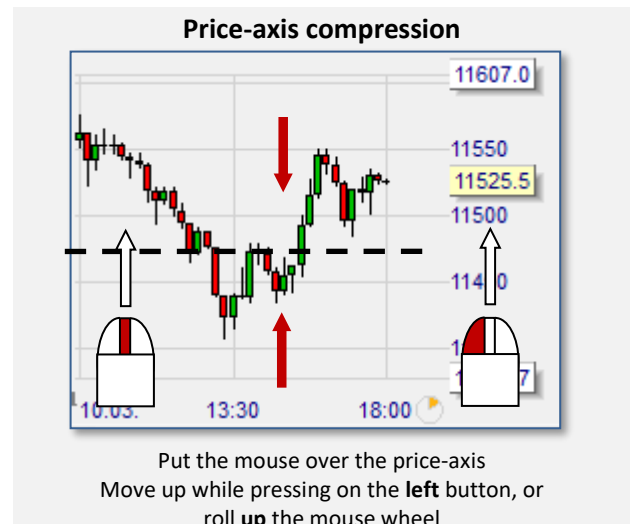 Price-axis compression
11607.0
11550
11525.5
11500
10.03. 13:30 18:00
Put the mouse over the price-axis
Move up while pressing on the left button, or
roll up the mouse wheel